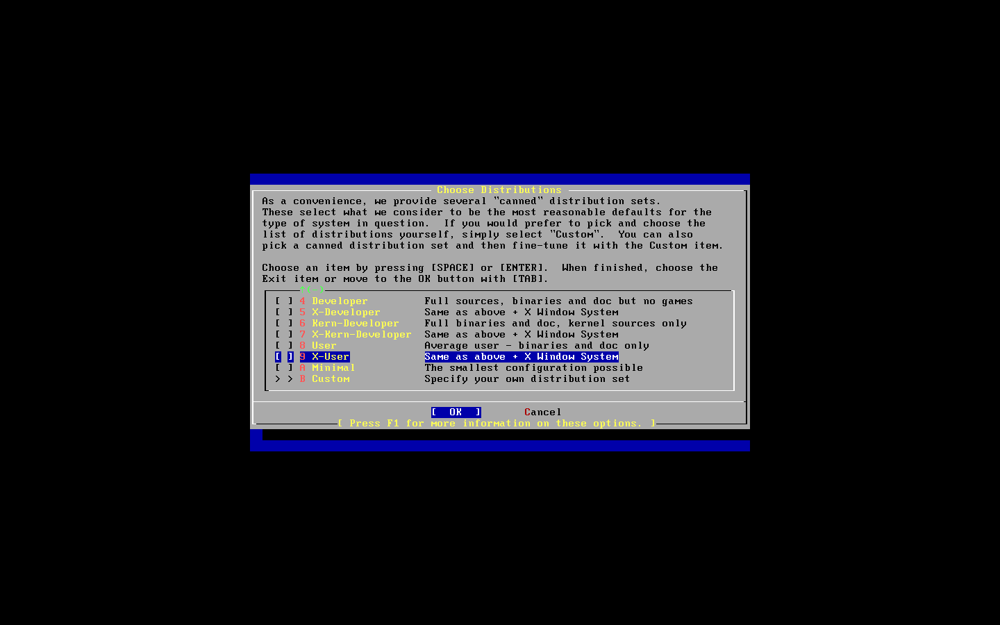 Choose Distributions
As a convenience, we provide several "canned" distribution sets.
These select what we consider to be the most reasonable defaults for the
type of system in question.  If you would prefer to pick and choose the
list of distributions yourself, simply select "Custom".  You can also
pick a canned distribution set and then fine-tune it with the Custom item.
Choose an item by pressing [SPACE] or [ENTER].  When finished, choose the
Exit item or move to the OK button with [TAB].
↑(-)
[ ] 4 Developer Full sources, binaries and doc but no games
[ ] 5 X-Developer Same as above + X Window System
[ ] 6 Kern-Developer Full binaries and doc, kernel sources only
[ ] 7 X-Kern-Developer Same as above + X Window System
[ ] 8 User Average user - binaries and doc only
[ ] 9 X-User Same as above + X Window System
[ ] A Minimal The smallest configuration possible
> > B Custom Specify your own distribution set
[ OK ] Cancel
[ Press F1 for more information on these options. ]